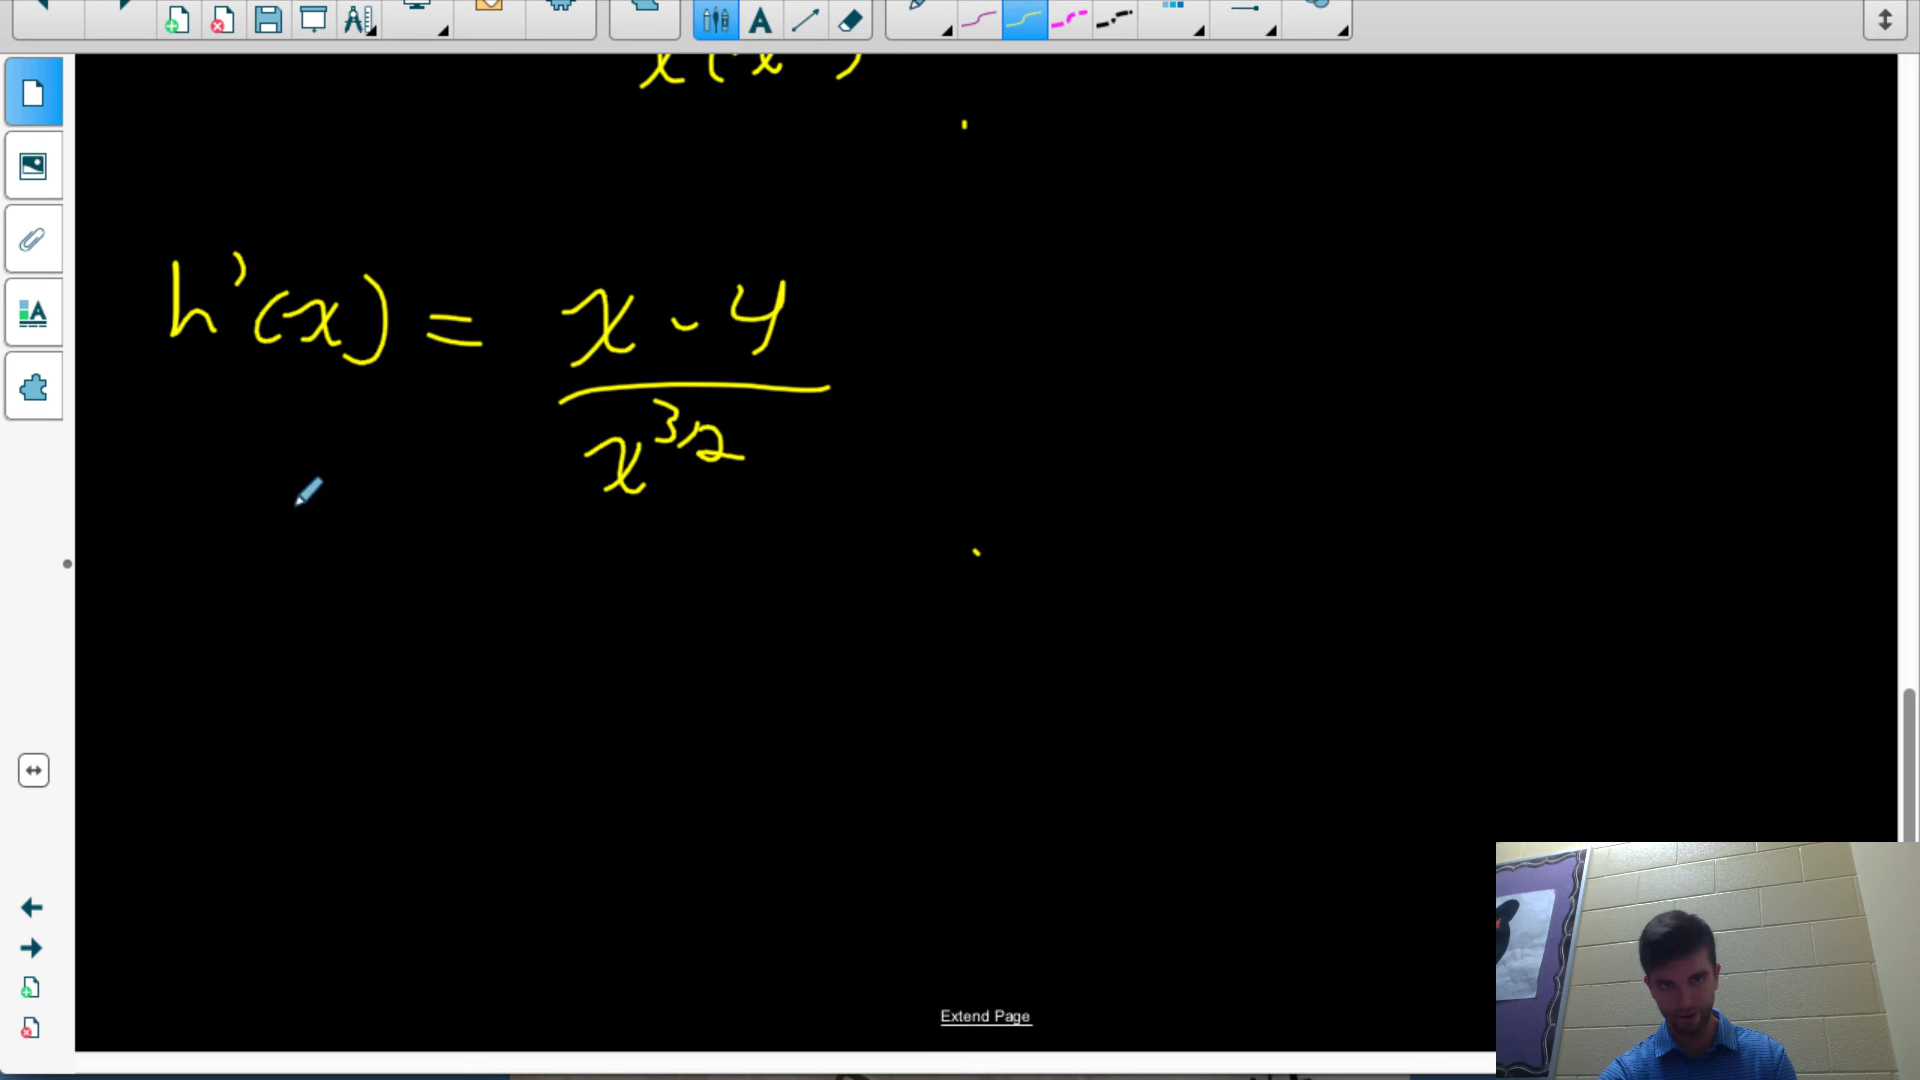 x(x )
h'(x) = x - 4
x^3/2
Extend Page